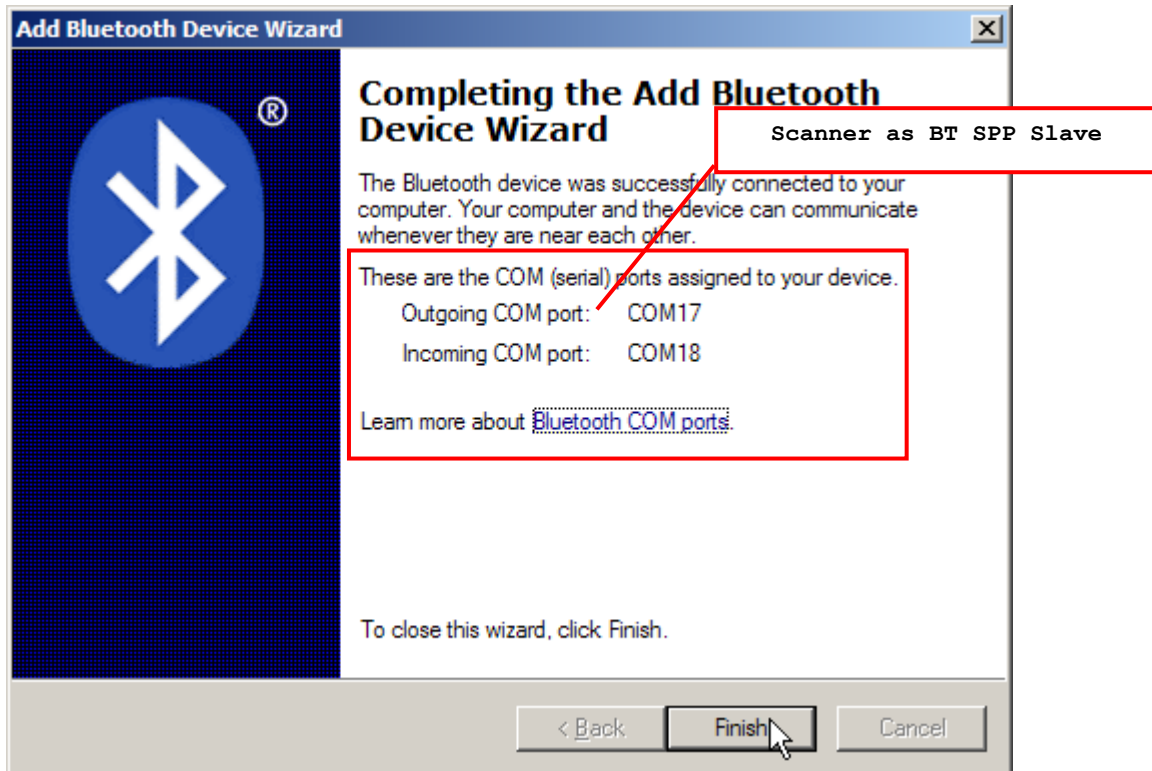 Add Bluetooth Device Wizard
®
Completing the Add Bluetooth
Device Wizard
Scanner as BT SPP Slave
The Bluetooth device was successfully connected to your
computer. Your computer and the device can communicate
whenever they are near each other.
These are the COM (serial) ports assigned to your device.
Outgoing COM port: COM17
Incoming COM port: COM18
Learn more about Bluetooth COM ports.
To close this wizard, click Finish.
< Back Finish Cancel